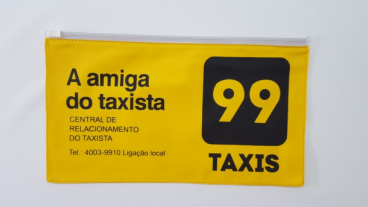 A amiga
do taxista
CENTRAL DE
RELACIONAMENTO
DO TAXISTA
Tel.: 4003-9910 Ligação local
99
TAXIS